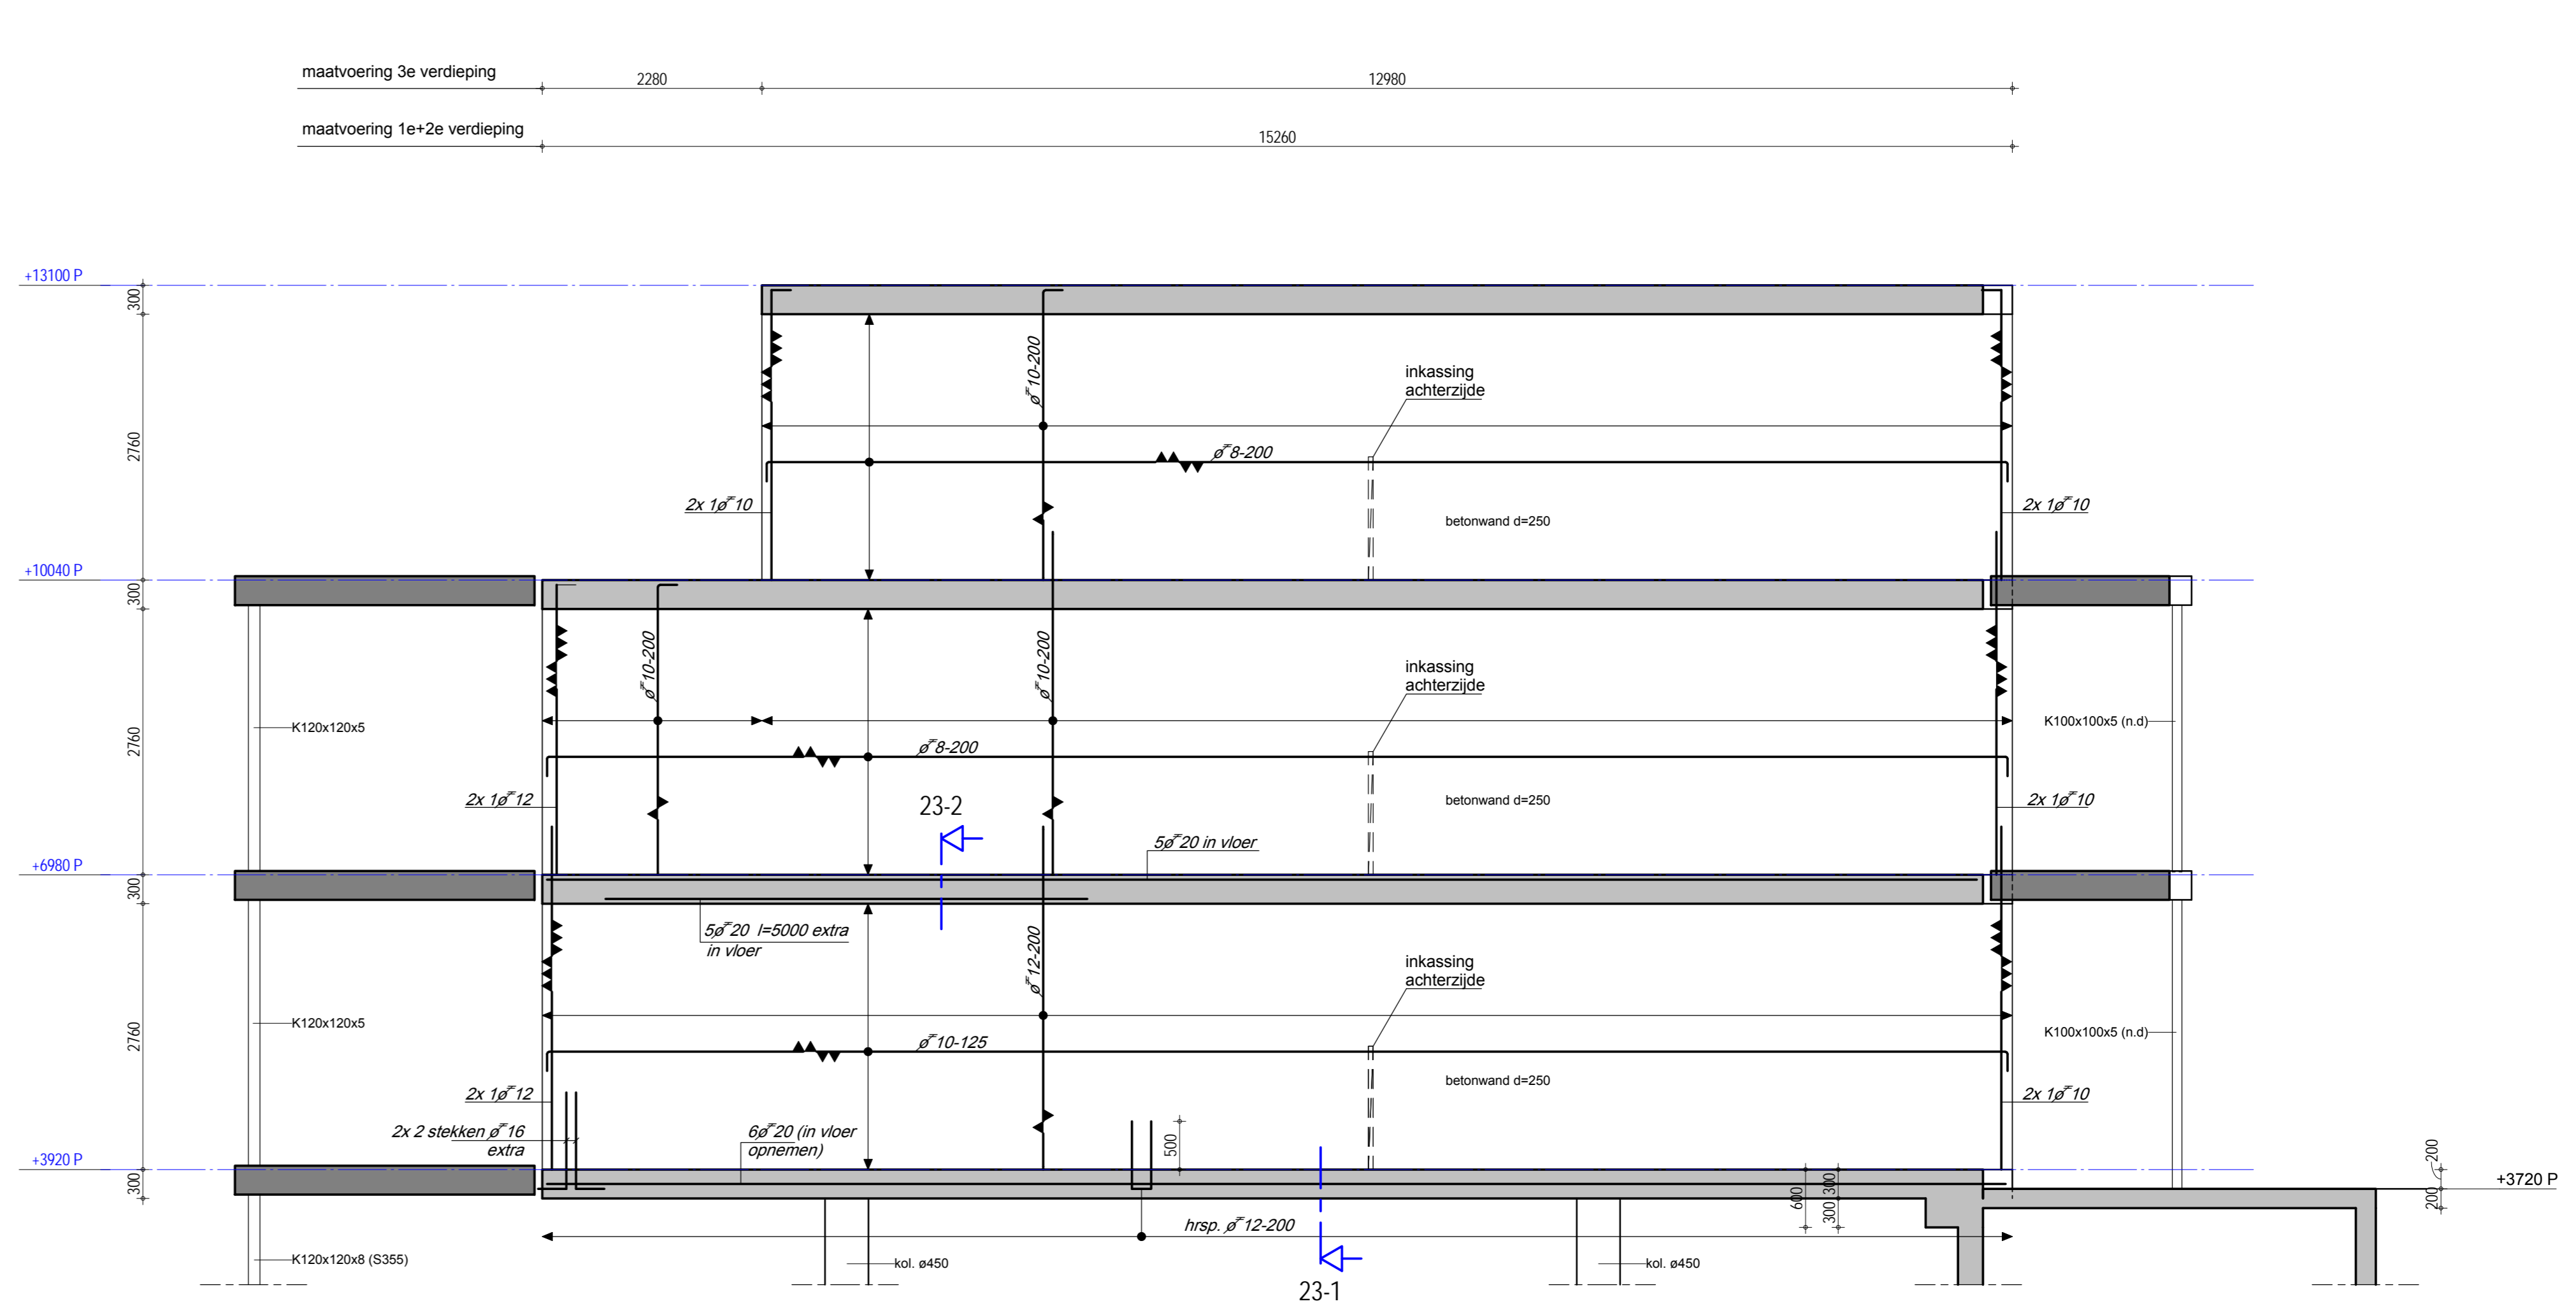 maatvoering 3e verdieping
2280
12980
maatvoering 1e+2e verdieping
15260
+13100 P
300
ø10-200
inkassing
achterzijde
2760
ø8-200
2x 1ø10
2x 1ø10
betonwand d=250
+10040 P
300
ø10-200
ø10-200
inkassing
achterzijde
K120x120x5
K100x100x5 (n.d)
2760
ø8-200
2x 1ø12
23-2
betonwand d=250
2x 1ø10
5ø20 in vloer
+6980 P
300
5ø20 l=5000 extra
in vloer
ø12-200
inkassing
achterzijde
K120x120x5
K100x100x5 (n.d)
2760
ø10-125
betonwand d=250
2x 1ø12
2x 1ø10
2x 2 stekken ø16
extra
6ø20 (in vloer
opnemen)
500
+3920 P
300
200
+3720 P
200
600
300
300
hrsp. ø12-200
K120x120x8 (S355)
kol. ø450
kol. ø450
23-1